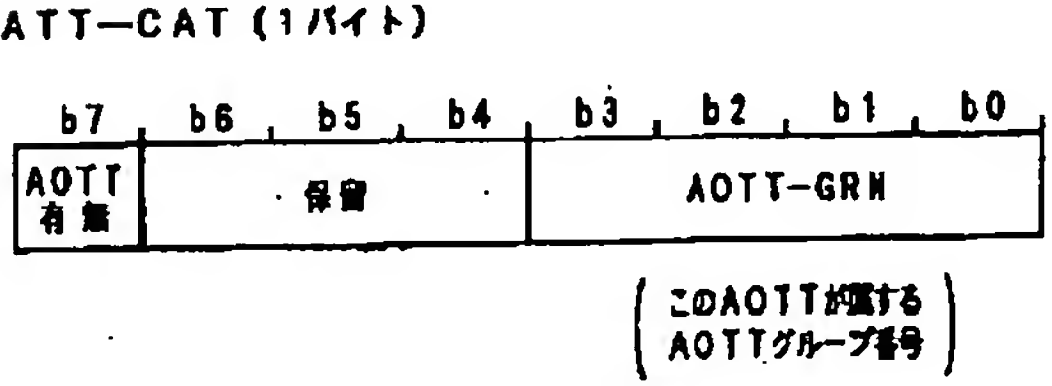 ATT-CAT (1バイト)
b7 b6 b5 b4 b3 b2 b1 b0
AOTT
有無
保留
AOTT-GRN
このAOTTが属する
AOTTグループ番号